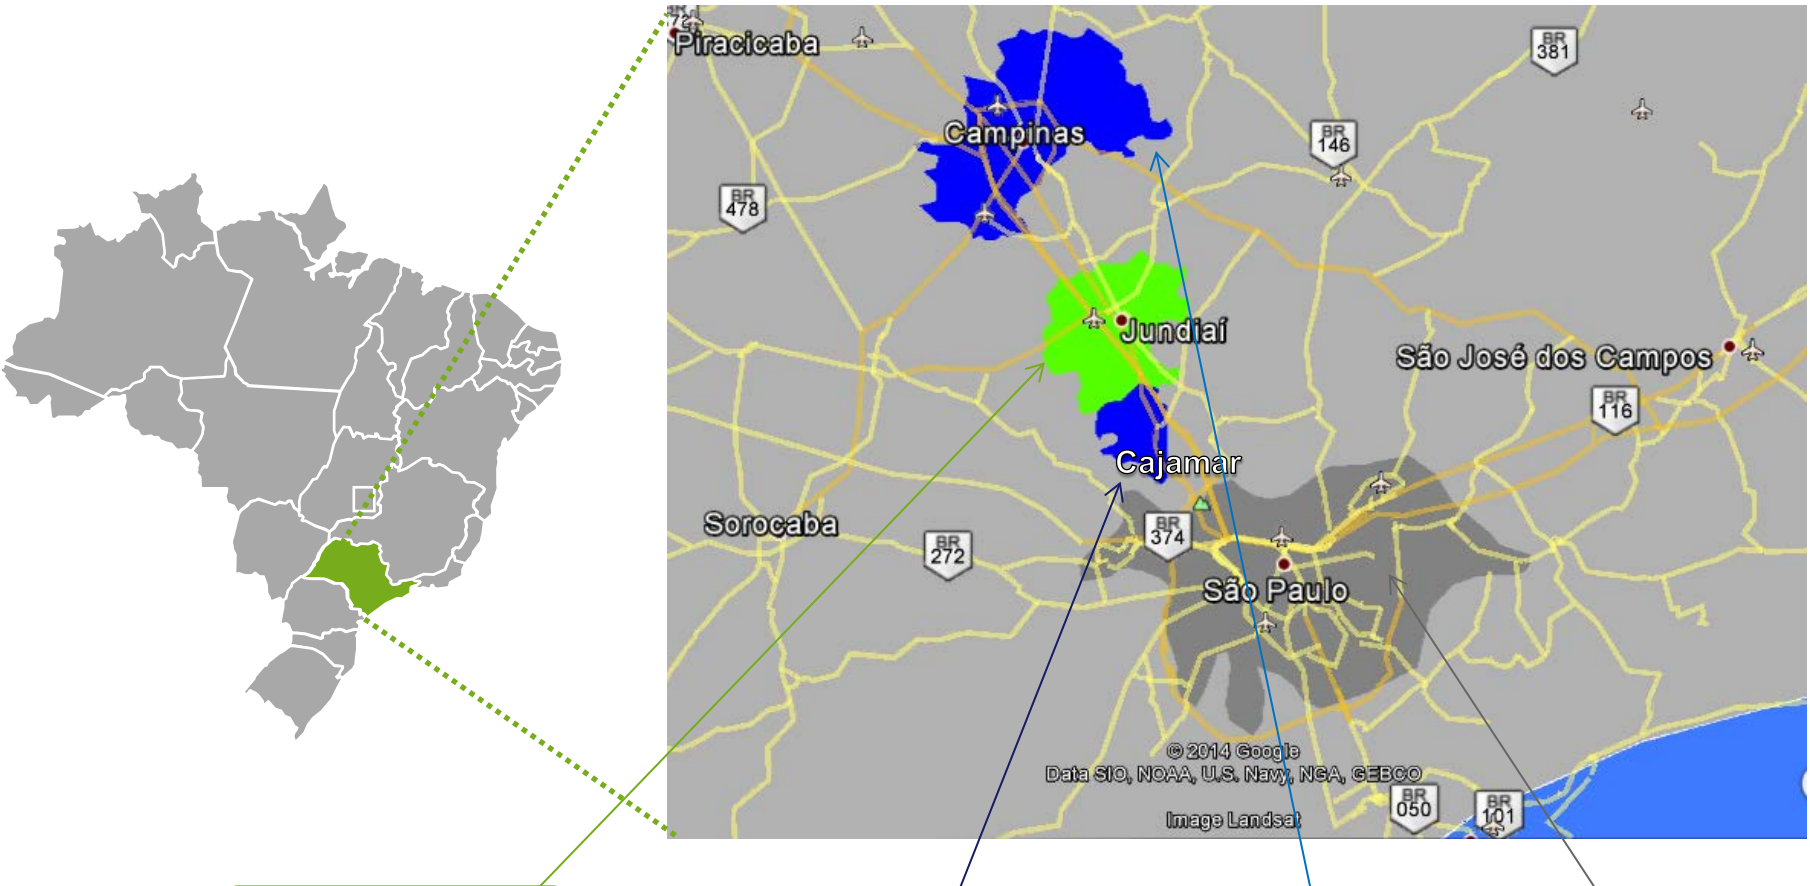 Piracicaba
BR
381
Campinas
BR
146
BR
478
Jundiaí
São José dos Campos
BR
116
Cajamar
Sorocaba
BR
272
BR
374
São Paulo
© 2014 Google
Data SIO, NOAA, U.S. Navy, NGA, GEBCO
Image Landsat
BR
050
BR
101